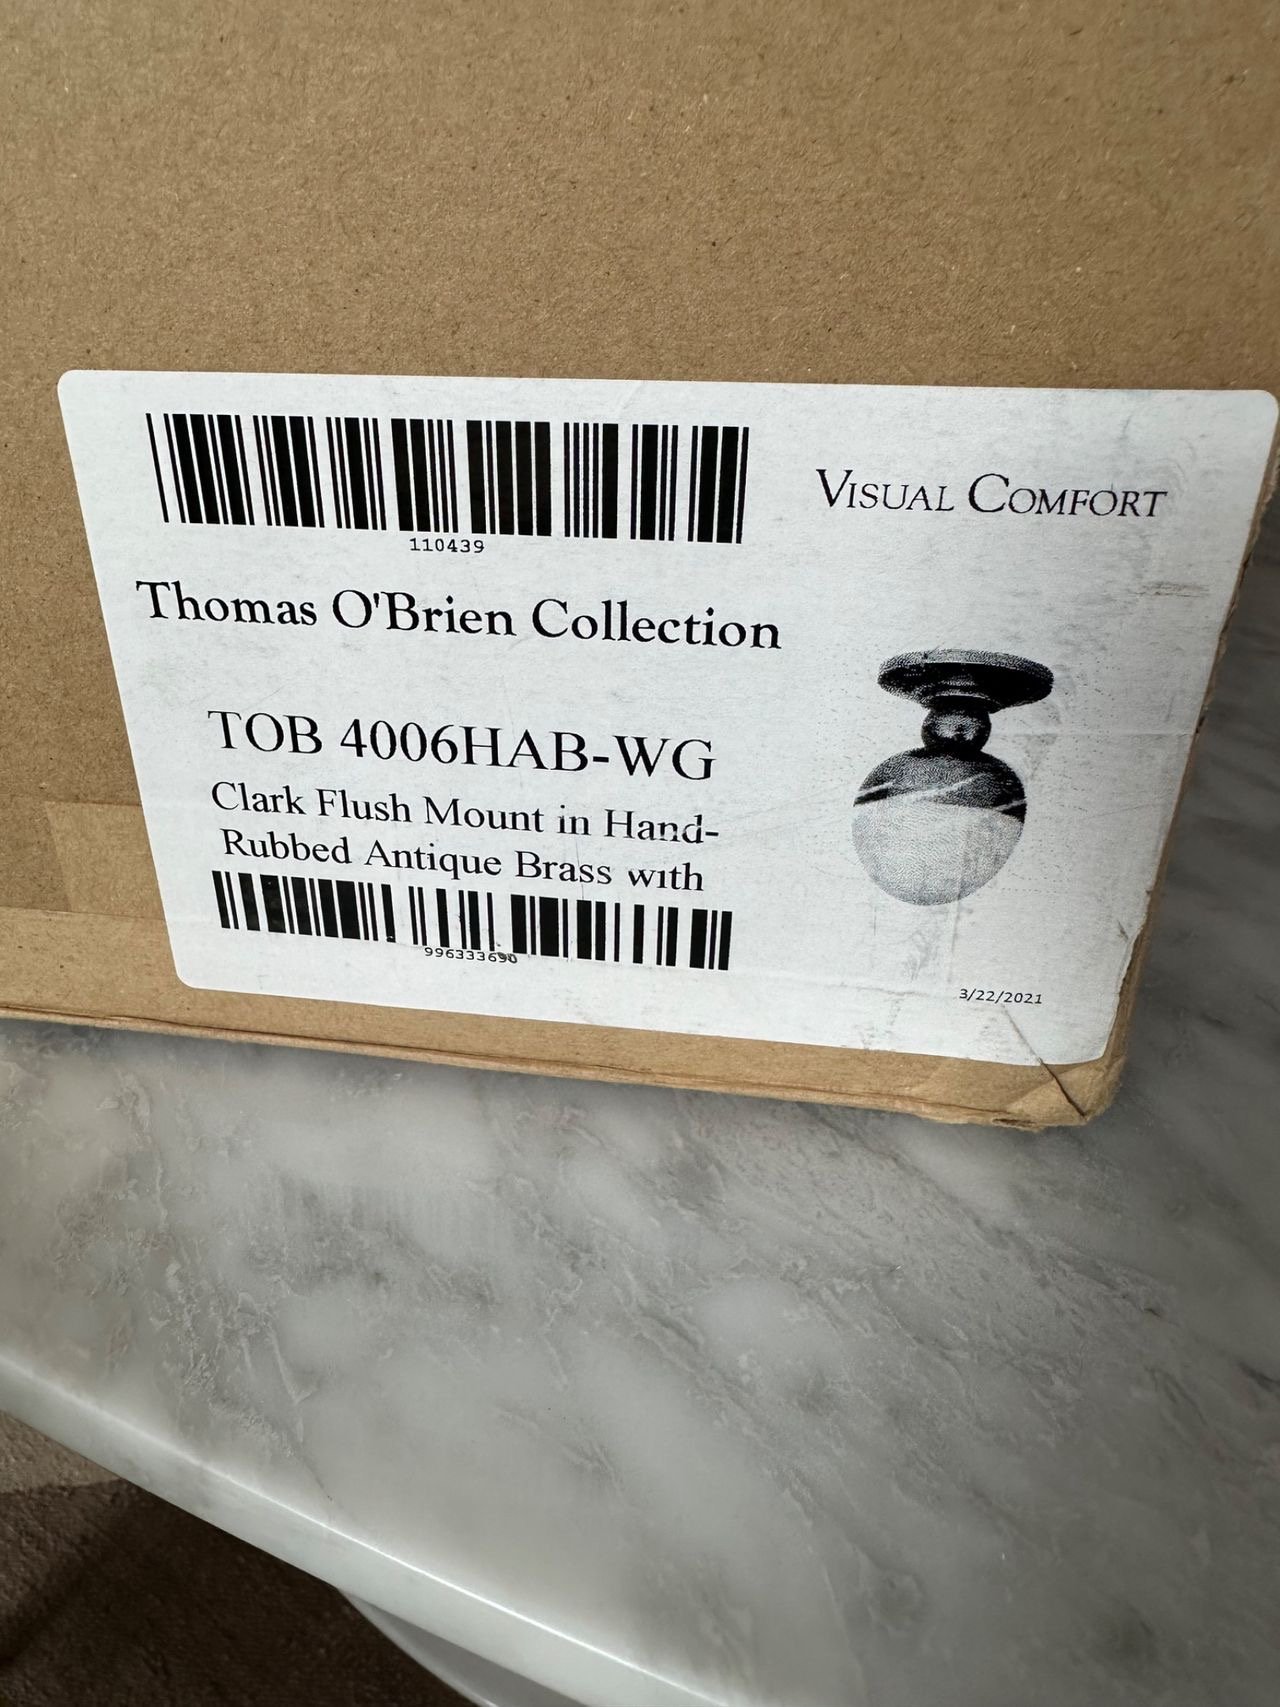 110439
VISUAL COMFORT
Thomas O'Brien Collection
TOB 4006HAB-WG
Clark Flush Mount in Hand-
Rubbed Antique Brass with
996333690
3/22/2021